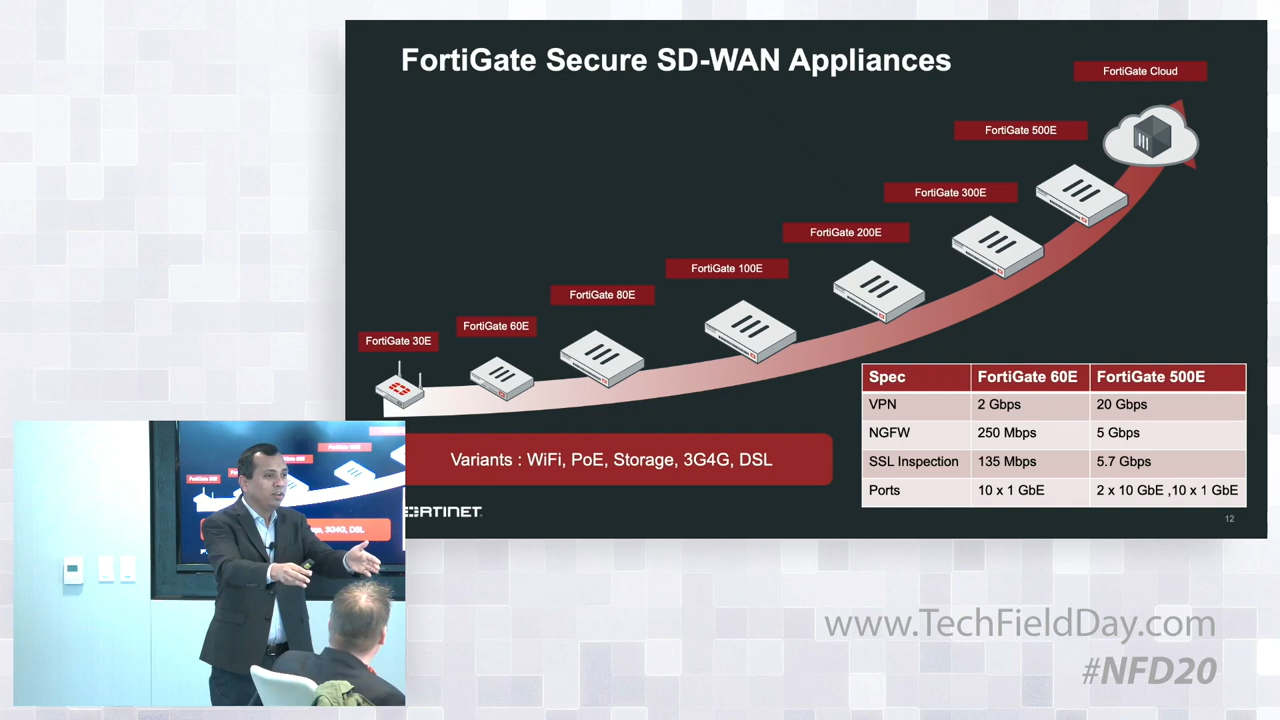 FortiGate Secure SD-WAN Appliances
FortiGate Cloud
FortiGate 500E
FortiGate 300E
FortiGate 200E
FortiGate 100E
FortiGate 80E
FortiGate 60E
FortiGate 30E
Spec FortiGate 60E FortiGate 500E
VPN 2 Gbps 20 Gbps
NGFW 250 Mbps 5 Gbps
SSL Inspection 135 Mbps 5.7 Gbps
Ports 10 x 1 GbE 2 x 10 GbE ,10 x 1 GbE
Variants : WiFi, PoE, Storage, 3G4G, DSL
12
www.TechFieldDay.com
#NFD20